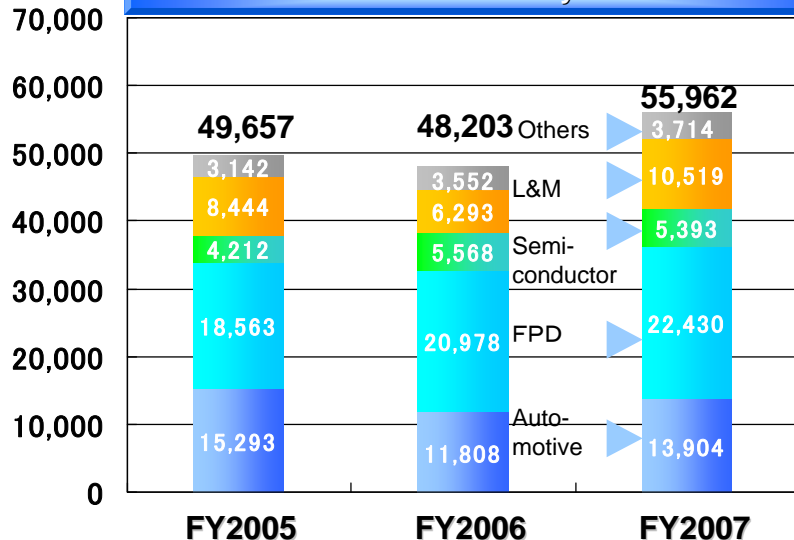 70,000
60,000
50,000
40,000
30,000
20,000
10,000
0
49,657
3,142
8,444
4,212
18,563
15,293
48,203
3,552
6,293
5,568
20,978
11,808
Others
L&M
Semi-
conductor
FPD
Auto-
motive
55,962
3,714
10,519
5,393
22,430
13,904
FY2005
FY2006
FY2007